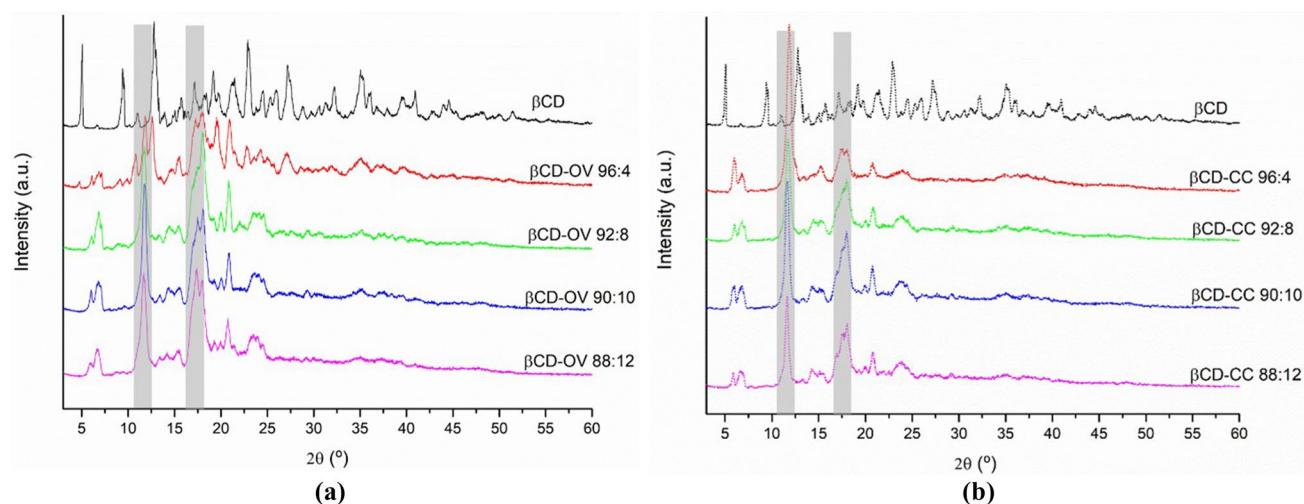 Intensity (a.u.)
βCD
βCD-OV 96:4
βCD-OV 92:8
βCD-OV 90:10
βCD-OV 88:12
5 10 15 20 25 30 35 40 45 50 55 60
2θ (º)
(a)
Intensity (a.u.)
βCD
βCD-CC 96:4
βCD-CC 92:8
βCD-CC 90:10
βCD-CC 88:12
5 10 15 20 25 30 35 40 45 50 55 60
2θ (º)
(b)